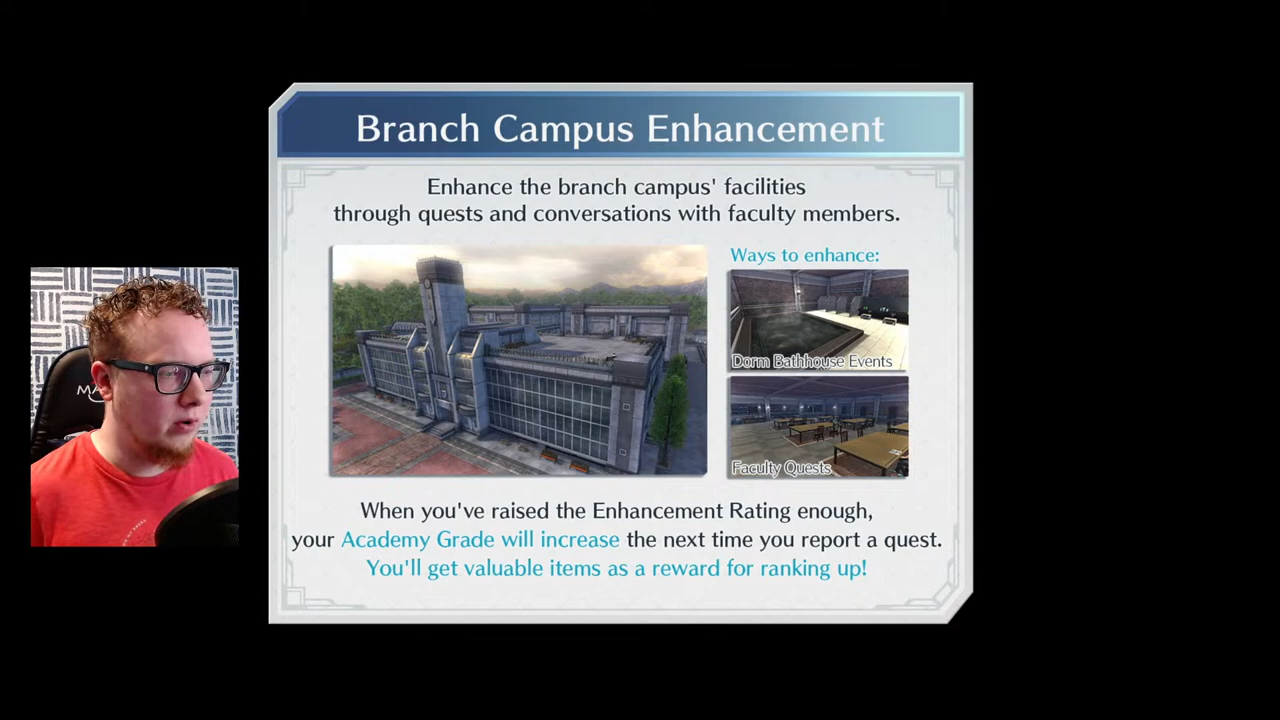 Branch Campus Enhancement
Enhance the branch campus' facilities
through quests and conversations with faculty members.
Ways to enhance:
Dorm Bathhouse Events
Faculty Quests
When you've raised the Enhancement Rating enough,
your Academy Grade will increase the next time you report a quest.
You'll get valuable items as a reward for ranking up!